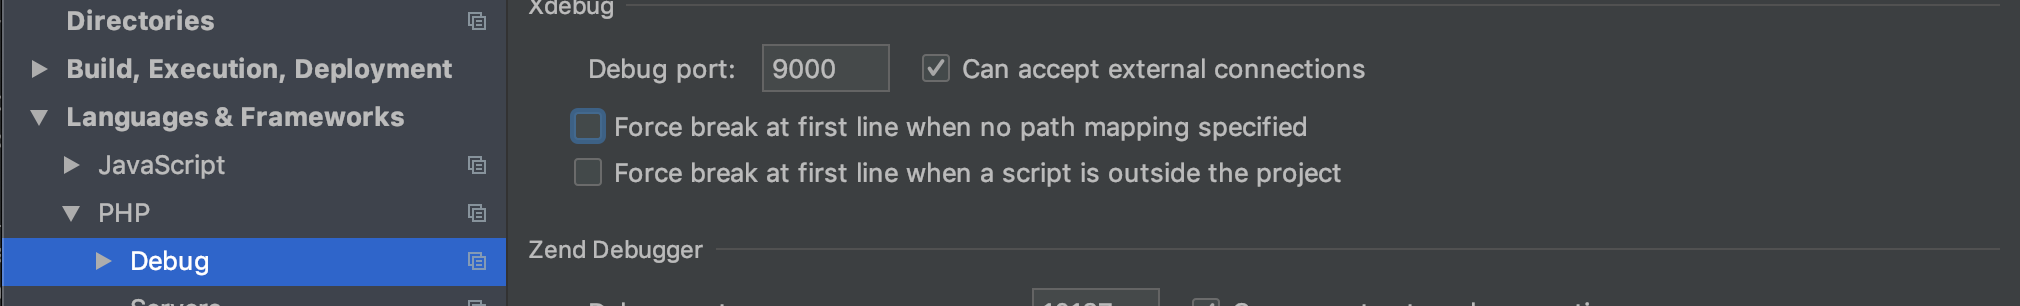 Xdebug
Directories
Build, Execution, Deployment
Debug port: 9000 Can accept external connections
Languages & Frameworks
Force break at first line when no path mapping specified
JavaScript
Force break at first line when a script is outside the project
PHP
Zend Debugger
Debug
Servers